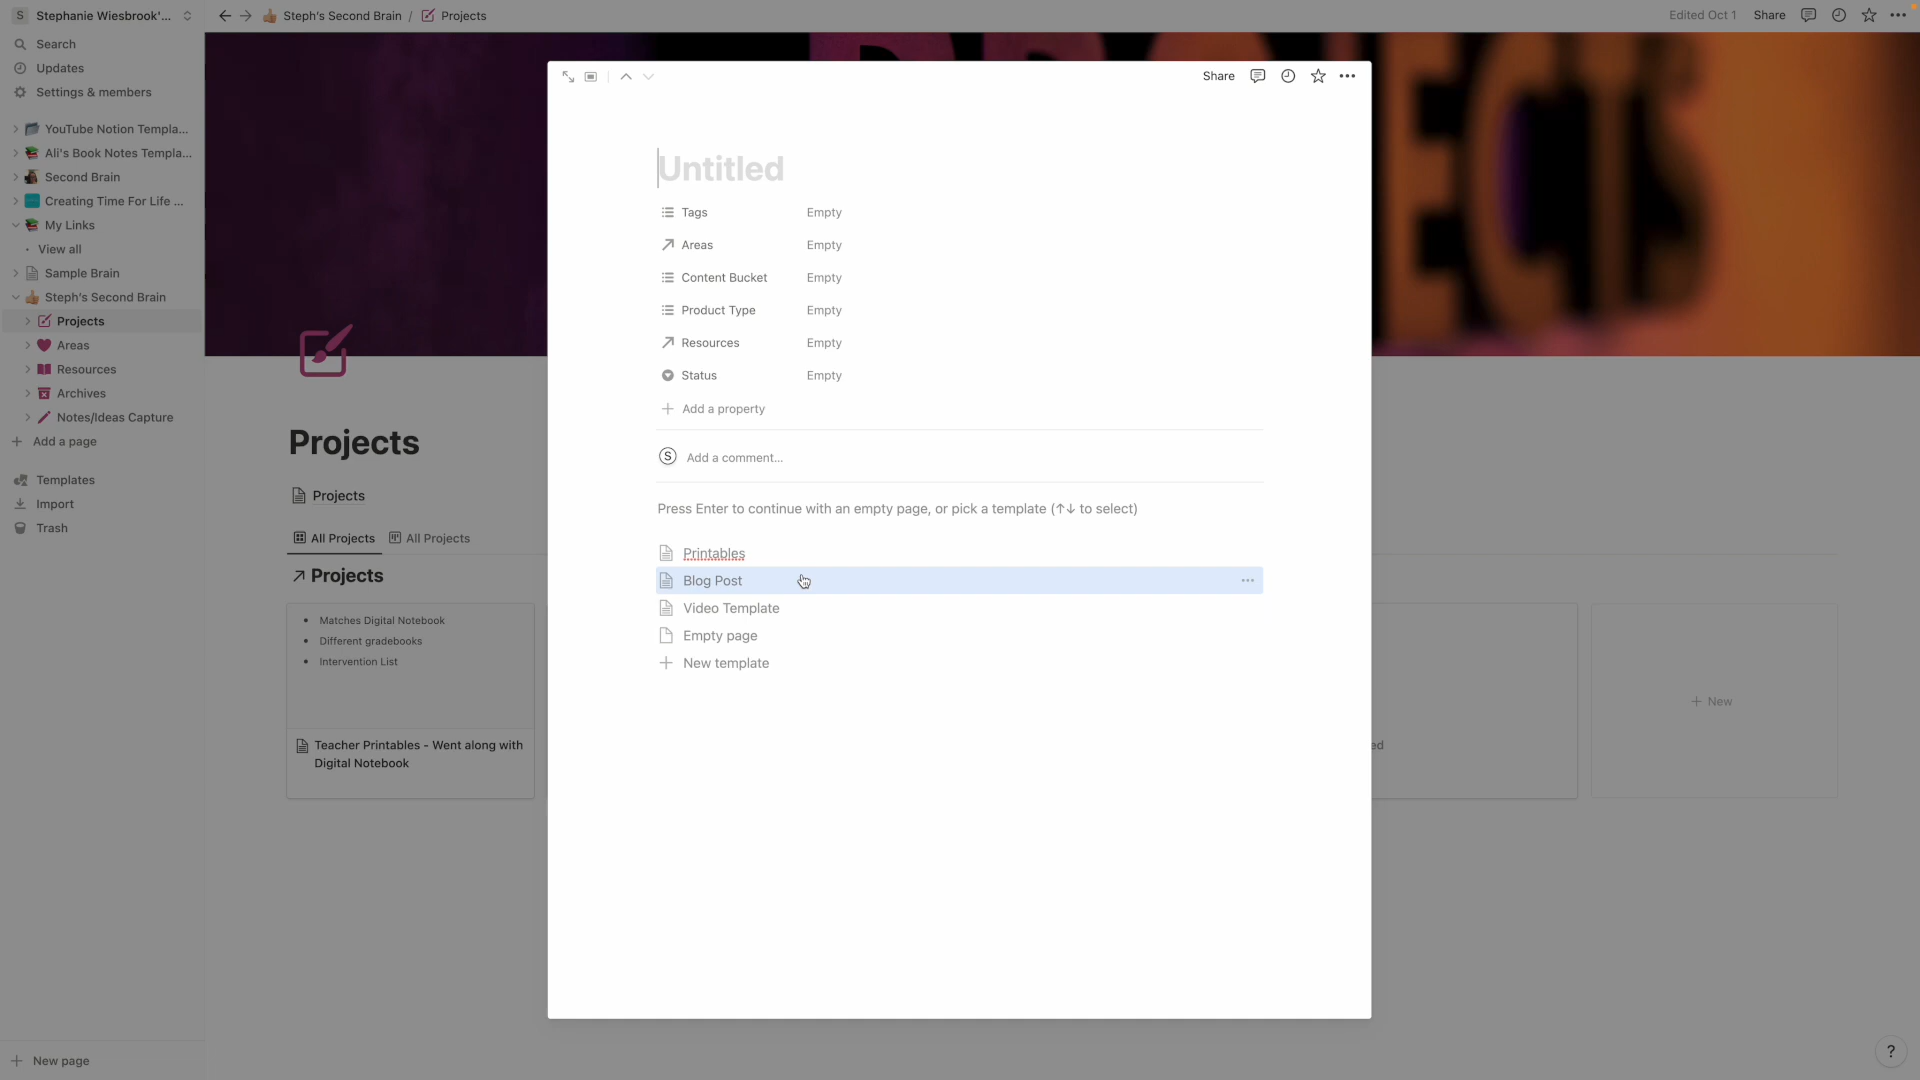 S Stephanie Wiesbrook'...
Steph's Second Brain / Projects
Edited Oct 1 Share
Search
Updates
Settings & members
YouTube Notion Templa...
Ali's Book Notes Templa...
Second Brain
Creating Time For Life ...
My Links
View all
Sample Brain
Steph's Second Brain
Projects
Areas
Resources
Archives
Notes/Ideas Capture
Add a page
Templates
Import
Trash
New page
Projects
Projects
All Projects All Projects
Projects
Matches Digital Notebook
Different gradebooks
Intervention List
Teacher Printables - Went along with
Digital Notebook
Share
Untitled
Tags Empty
Areas Empty
Content Bucket Empty
Product Type Empty
Resources Empty
Status Empty
Add a property
S Add a comment...
Press Enter to continue with an empty page, or pick a template (↑↓ to select)
Printables
Blog Post
Video Template
Empty page
New template
ed
+ New
?